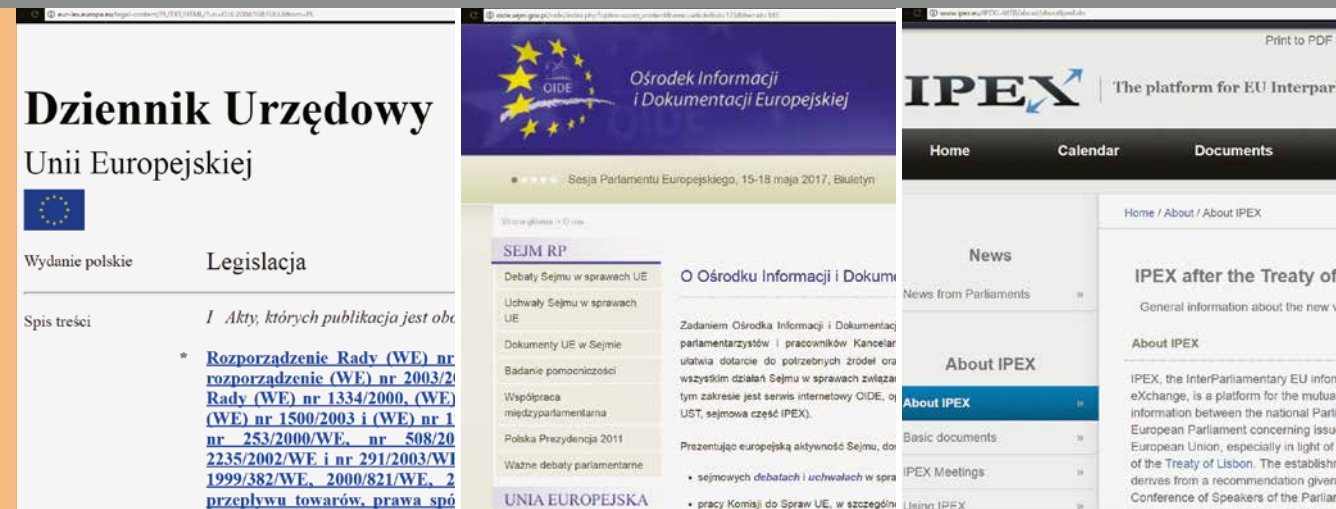 Dziennik Urzędowy
Unii Europejskiej
Wydanie polskie
Legislacja
Spis treści
I Akty, których publikacja jest obo
* Rozporządzenie Rady (WE) nr
rozporządzenie (WE) nr 2003/2
Rady (WE) nr 1334/2000, (WE)
(WE) nr 1500/2003 i (WE) nr 1
nr 253/2000/WE, nr 508/20
2235/2002/WE i nr 291/2003/WE
1999/382/WE, 2000/821/WE, 2
przepływu towarów, prawa spó
OIDE
Ośrodek Informacji
i Dokumentacji Europejskiej
Sesja Parlamentu Europejskiego, 15-18 maja 2017, Biuletyn
Strona główna > O nas
SEJM RP
Debaty Sejmu w sprawach UE
Uchwały Sejmu w sprawach
UE
Dokumenty UE w Sejmie
Badanie pomocniczości
Współpraca
międzyparlamentarna
Polska Prezydencja 2011
Ważne debaty parlamentarne
UNIA EUROPEJSKA
O Ośrodku Informacji i Dokume
Zadaniem Ośrodka Informacji i Dokumentacj
parlamentarzystów i pracowników Kancelar
ułatwia dotarcie do potrzebnych źródeł ora
wszystkim działań Sejmu w sprawach związa
tym zakresie jest serwis internetowy OIDE, op
UST, sejmowa część IPEX).
Prezentując europejską aktywność Sejmu, dor
• sejmowych debatach i uchwałach w spra
• pracy Komisji do Spraw UE, w szczególn
Print to PDF
IPEX
The platform for EU Interpar
Home
Calendar
Documents
Home / About / About IPEX
News
News from Parliaments »
About IPEX
About IPEX »
Basic documents »
IPEX Meetings »
Using IPEX »
IPEX after the Treaty of
General information about the new v
About IPEX
IPEX, the InterParliamentary EU infor
eXchange, is a platform for the mutua
information between the national Parli
European Parliament concerning issu
European Union, especially in light of
of the Treaty of Lisbon. The establishm
derives from a recommendation given
Conference of Speakers of the Parliam